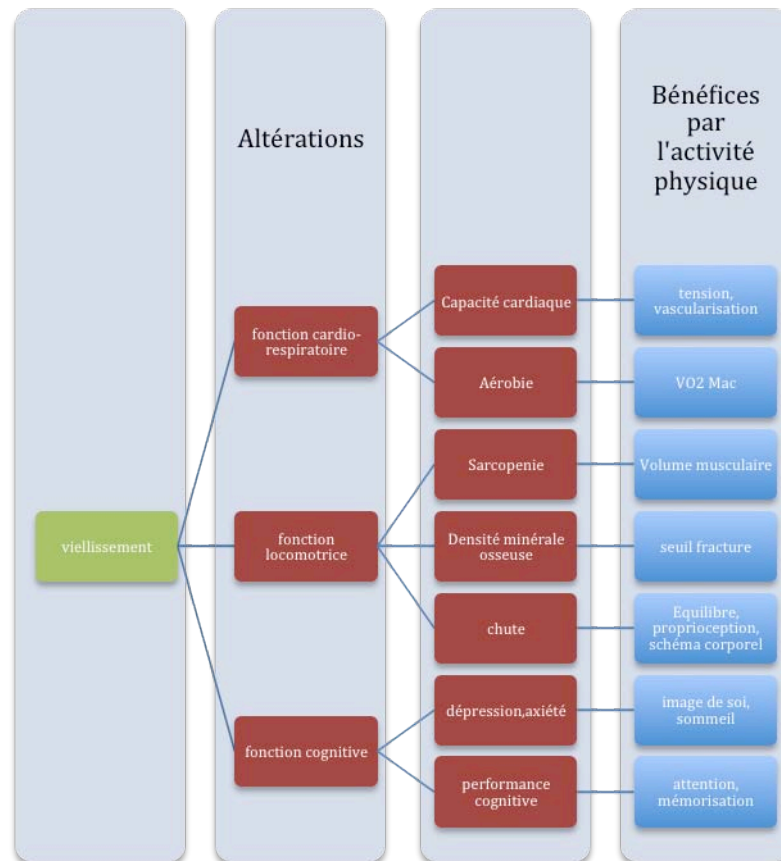 Altérations
Bénéfices
par
l'activité
physique
viellissement
fonction cardio-
respiratoire
fonction
locomotrice
fonction cognitive
Capacité cardiaque
Aérobie
Sarcopenie
Densité minérale
osseuse
chute
dépression,axiété
performance
cognitive
tension,
vascularisation
VO2 Mac
Volume musculaire
seuil fracture
Equilibre,
proprioception,
schéma corporel
image de soi,
sommeil
attention,
mémorisation